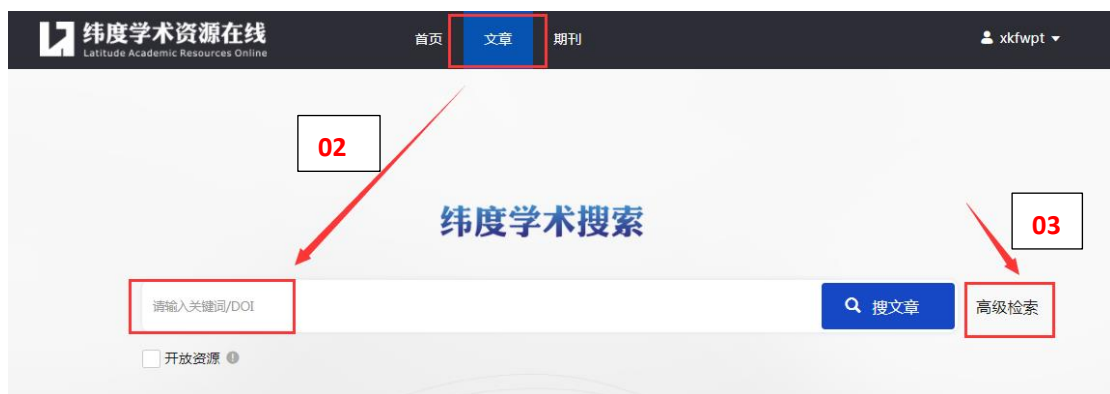 纬度学术资源在线
Latitude Academic Resources Online
首页 文章 期刊
xkfwpt
02
纬度学术搜索
03
请输入关键词/DOI
搜文章
高级检索
开放资源